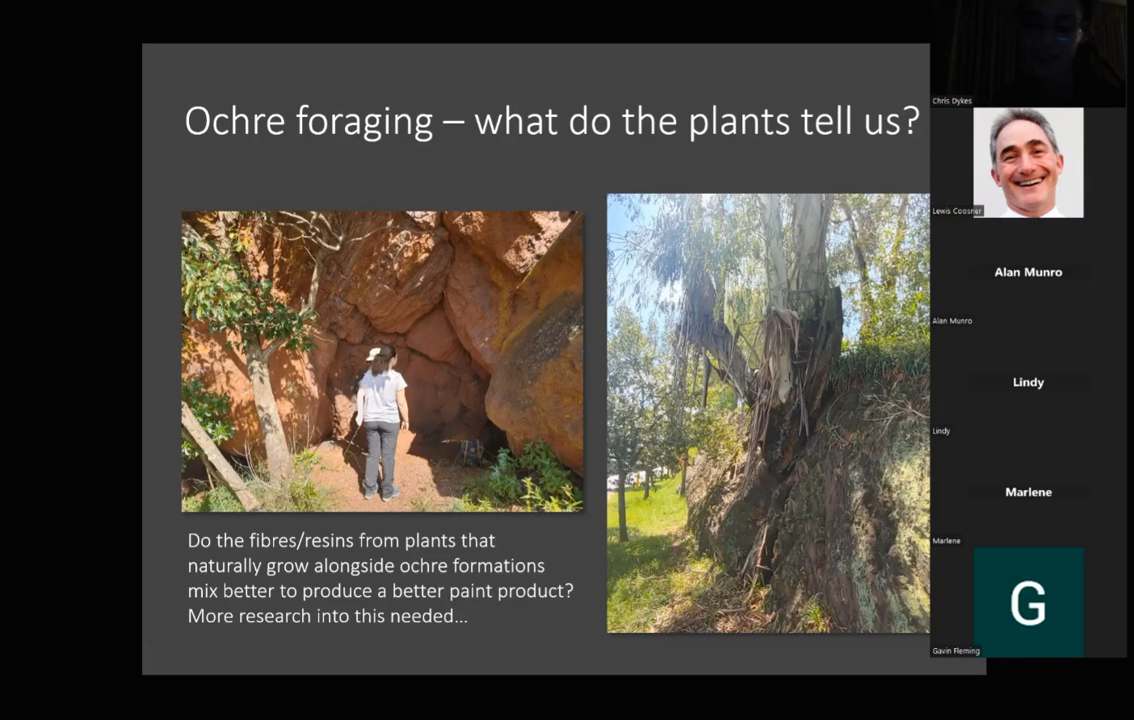 Ochre foraging – what do the plants tell us?
Do the fibres/resins from plants that
naturally grow alongside ochre formations
mix better to produce a better paint product?
More research into this needed...
Chris Dykes
Lewis Coosner
Alan Munro
Alan Munro
Lindy
Lindy
Marlene
Marlene
G
Gavin Fleming